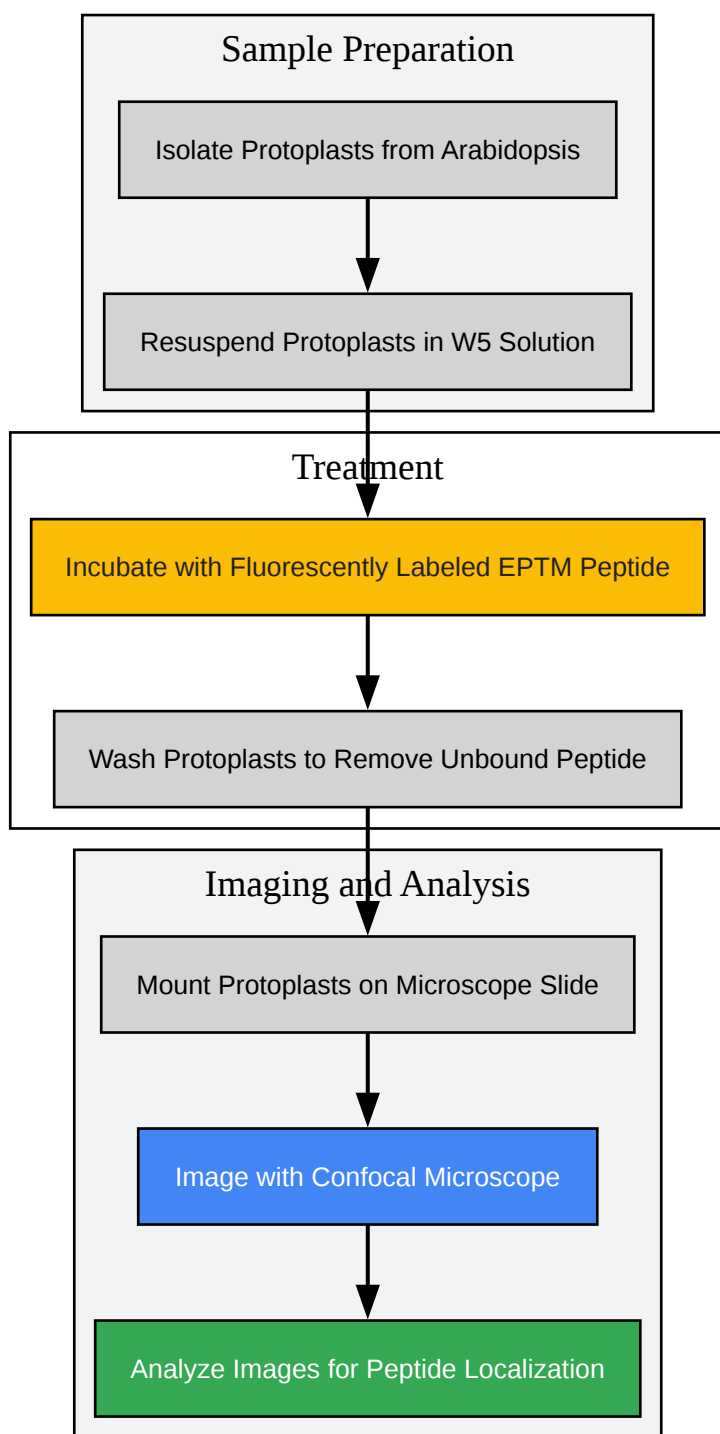 Sample Preparation
Isolate Protoplasts from Arabidopsis
Resuspend Protoplasts in W5 Solution
Treatment
Incubate with Fluorescently Labeled EPTM Peptide
Wash Protoplasts to Remove Unbound Peptide
Imaging and Analysis
Mount Protoplasts on Microscope Slide
Image with Confocal Microscope
Analyze Images for Peptide Localization